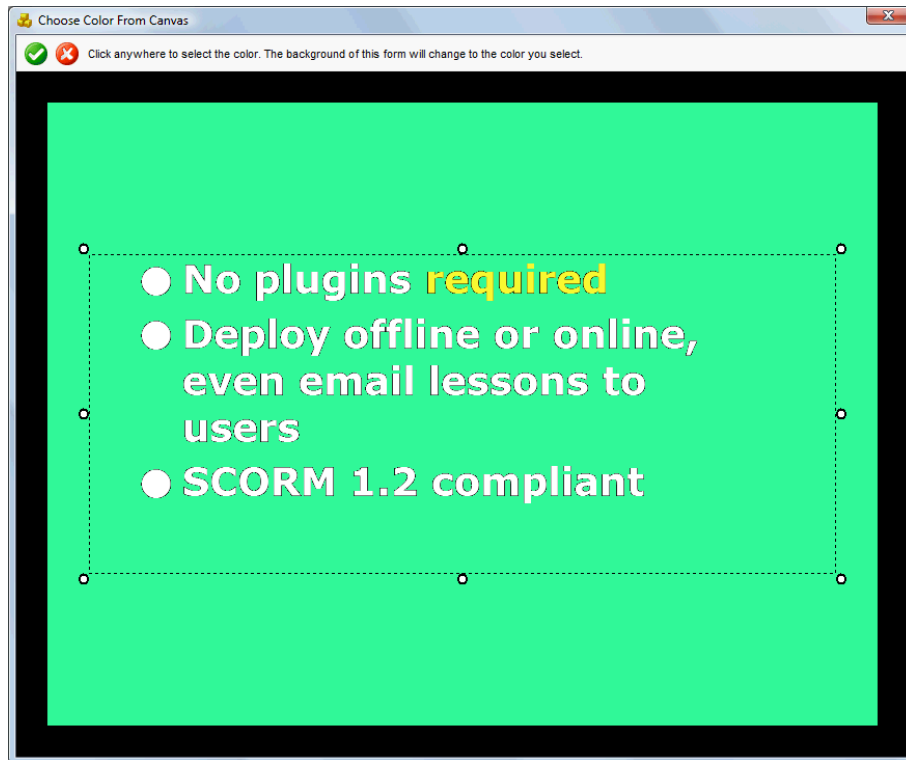 Choose Color From Canvas
Click anywhere to select the color. The background of this form will change to the color you select.
No plugins required
Deploy offline or online,
even email lessons to
users
SCORM 1.2 compliant